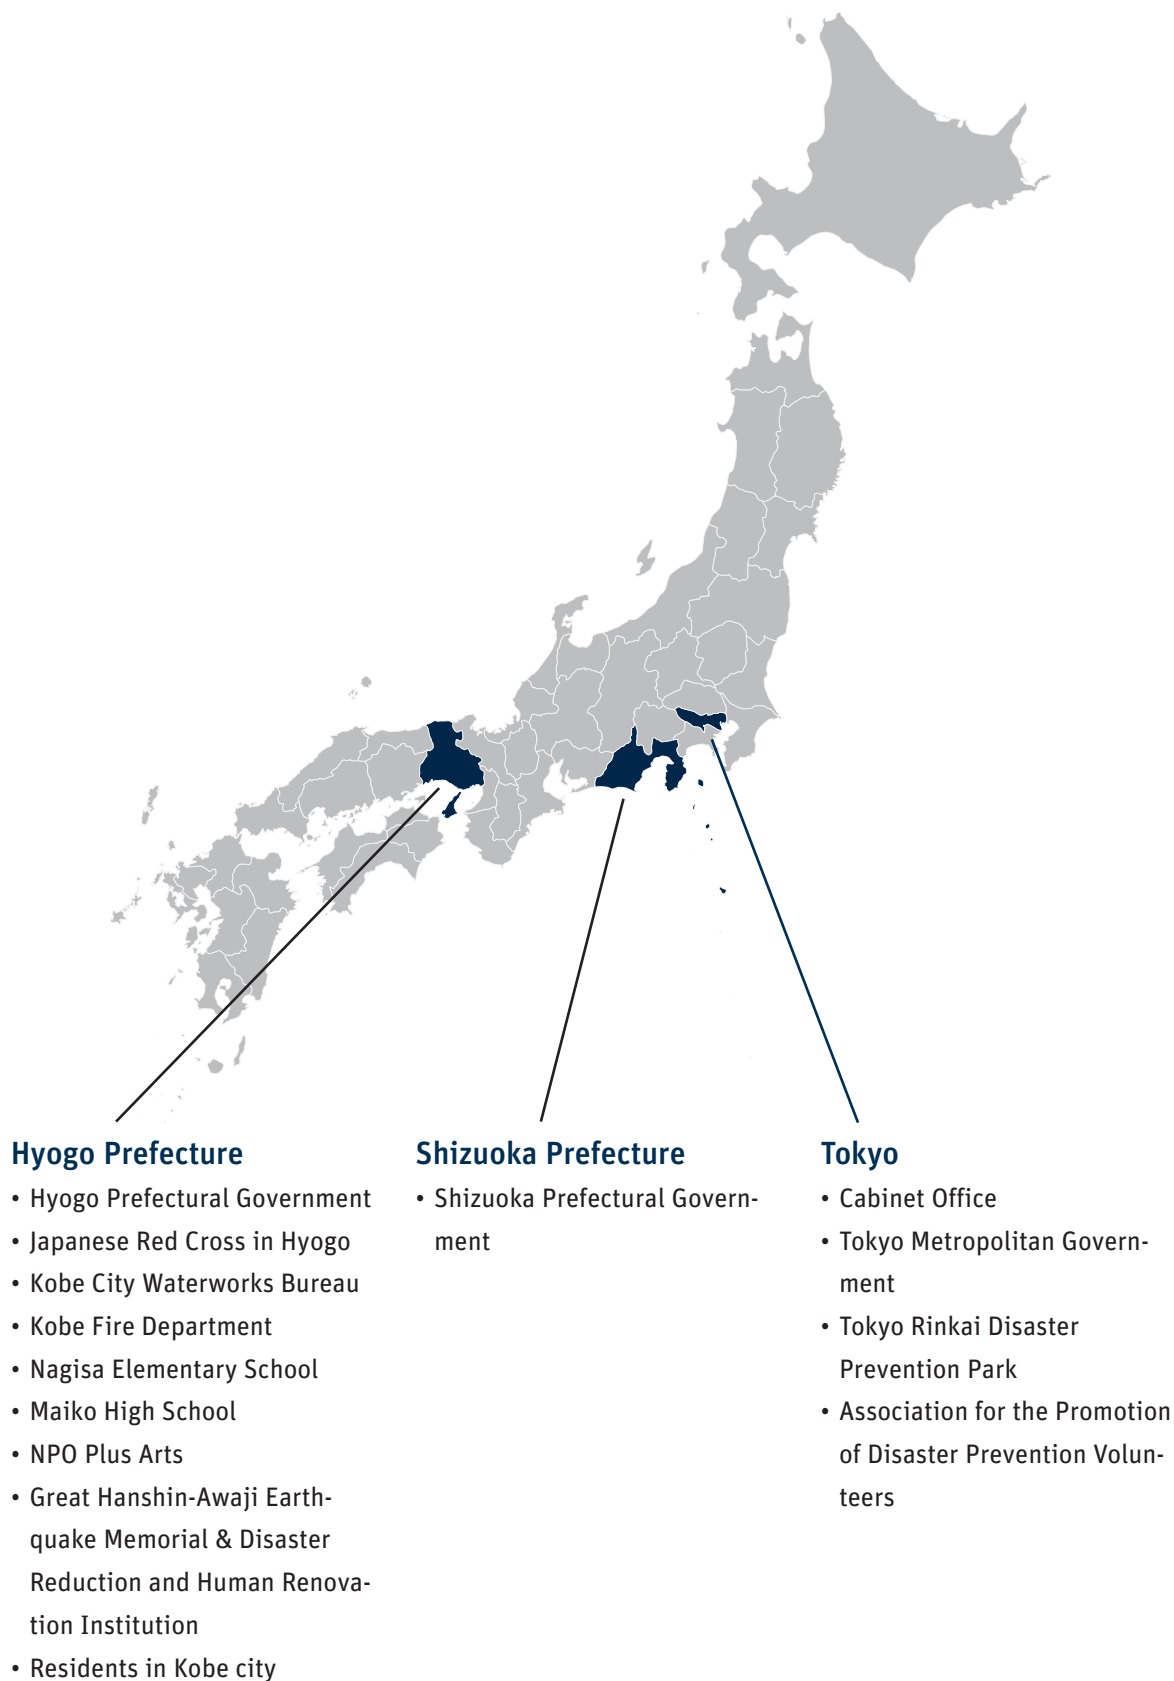 Hyogo Prefecture
• Hyogo Prefectural Government
• Japanese Red Cross in Hyogo
• Kobe City Waterworks Bureau
• Kobe Fire Department
• Nagisa Elementary School
• Maiko High School
• NPO Plus Arts
• Great Hanshin-Awaji Earth-
quake Memorial & Disaster
Reduction and Human Renova-
tion Institution
• Residents in Kobe city
Shizuoka Prefecture
• Shizuoka Prefectural Govern-
ment
Tokyo
• Cabinet Office
• Tokyo Metropolitan Govern-
ment
• Tokyo Rinkai Disaster
Prevention Park
• Association for the Promotion
of Disaster Prevention Volun-
teers